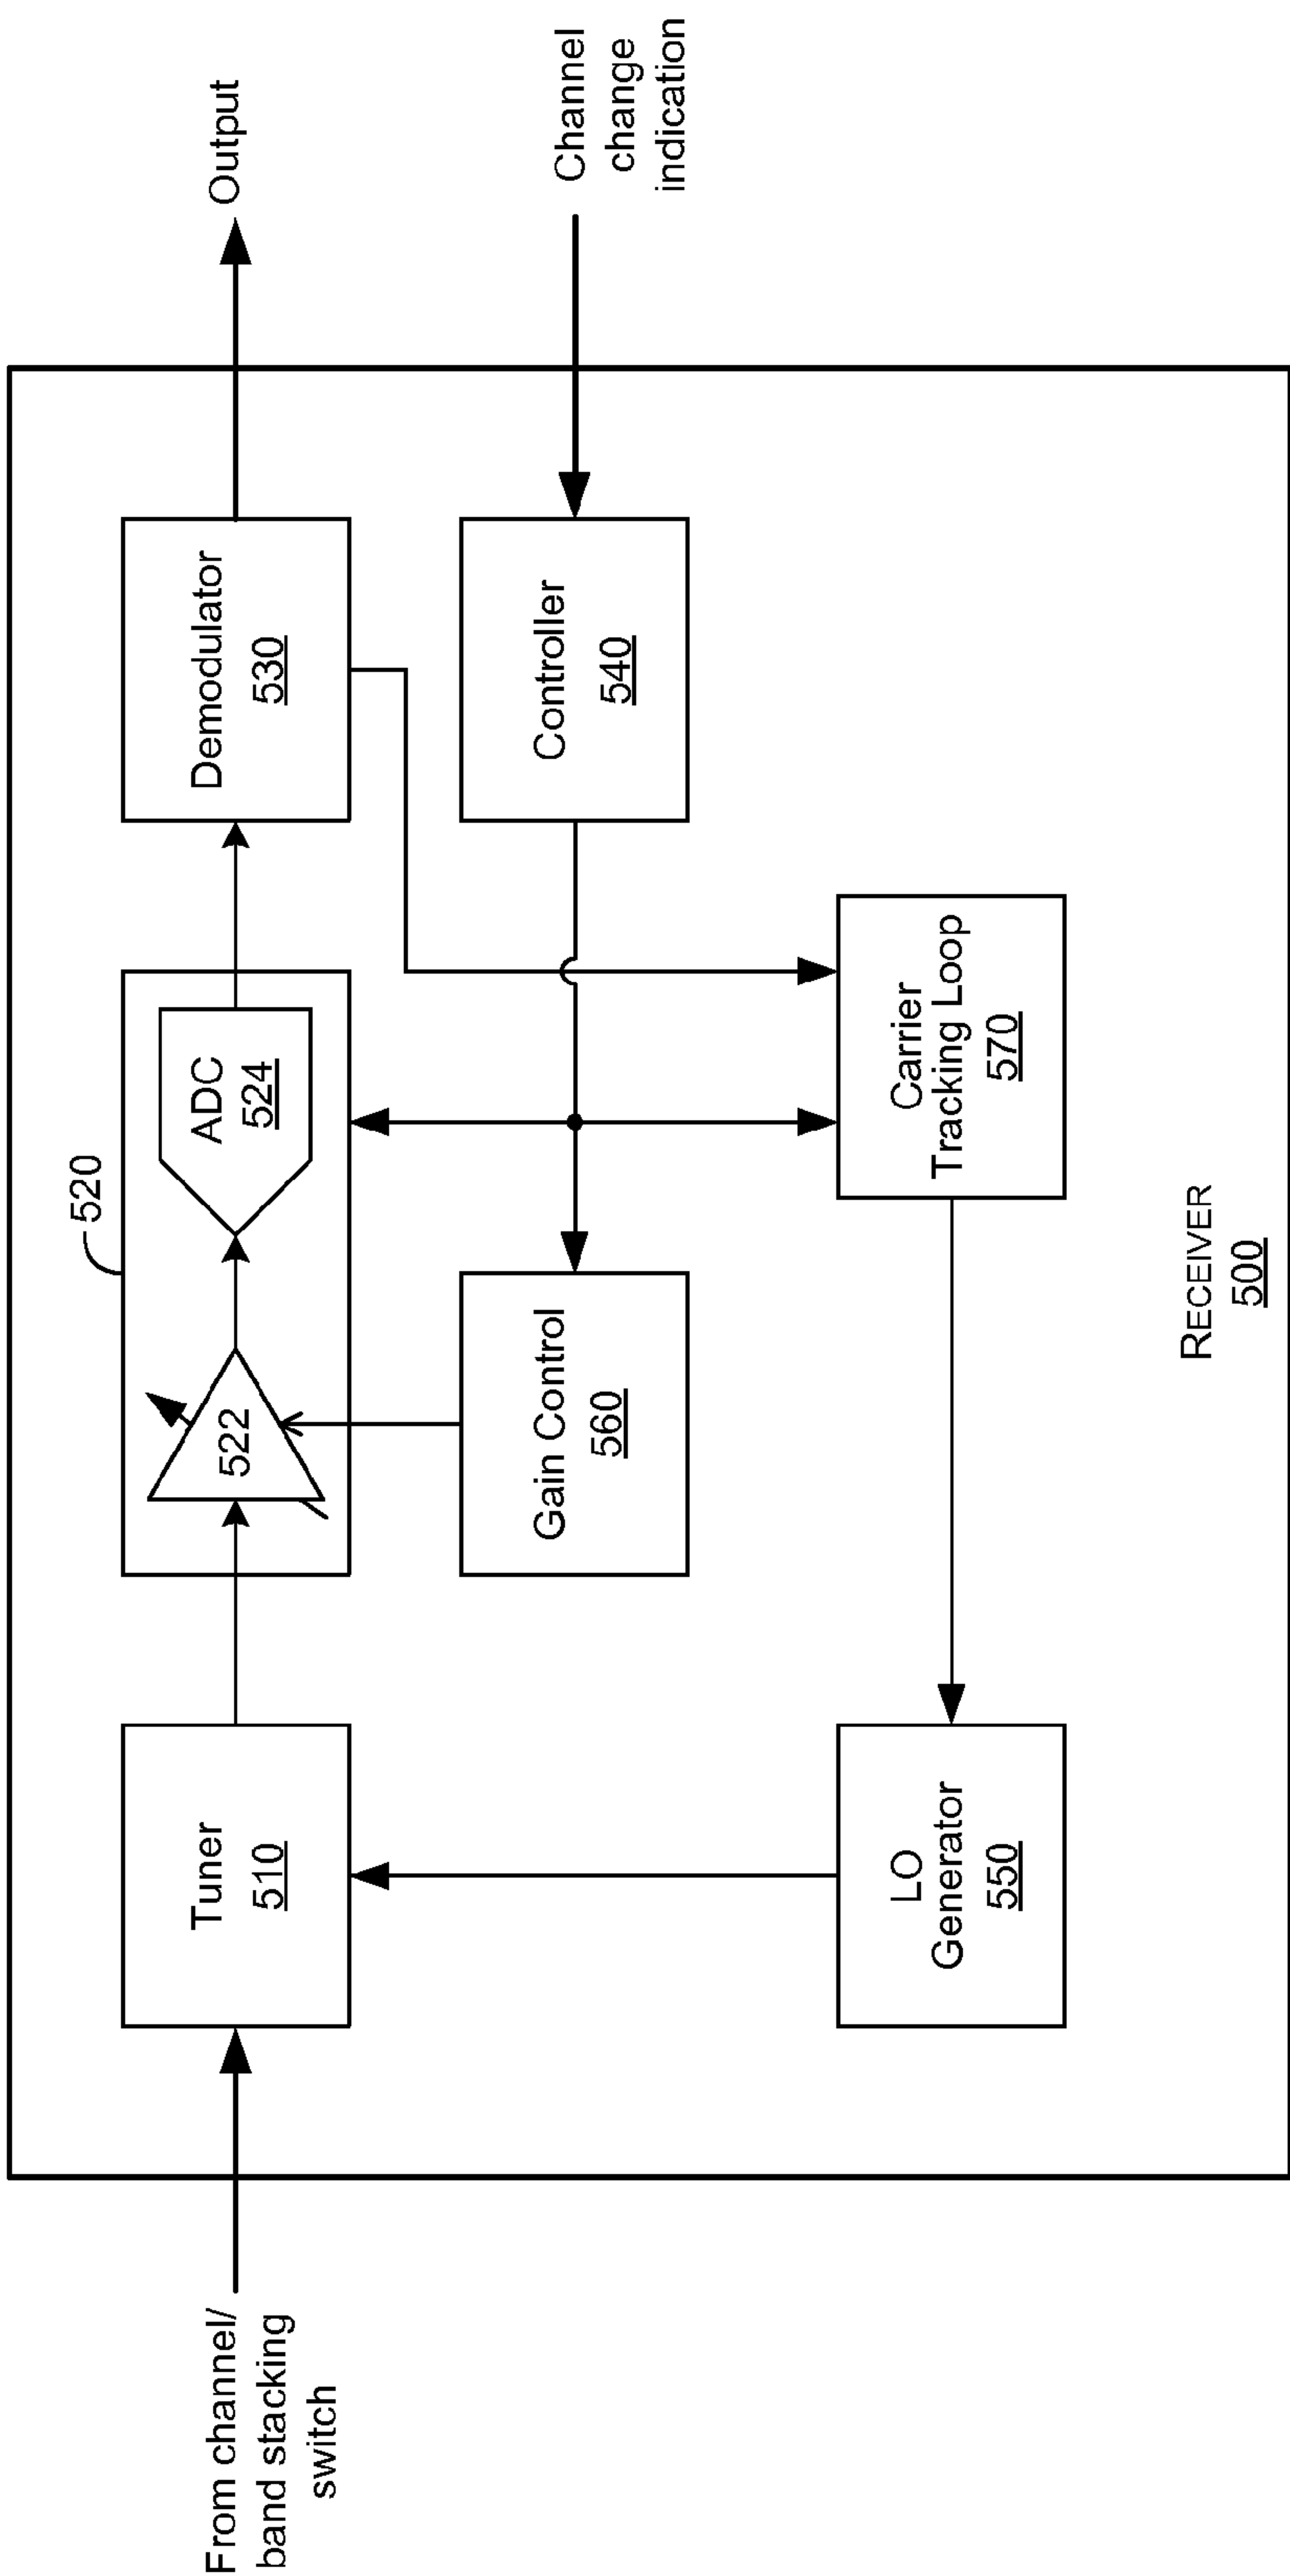 520
From channel/
band stacking
switch
Tuner
510
522
ADC
524
Demodulator
530
Output
Gain Control
560
Controller
540
Channel
change
indication
LO
Generator
550
Carrier
Tracking Loop
570
RECEIVER
500